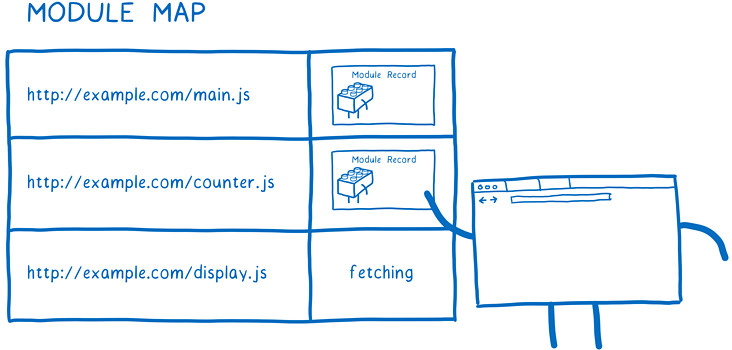 MODULE MAP
http://example.com/main.js
Module Record
http://example.com/counter.js
Module Record
http://example.com/display.js
fetching